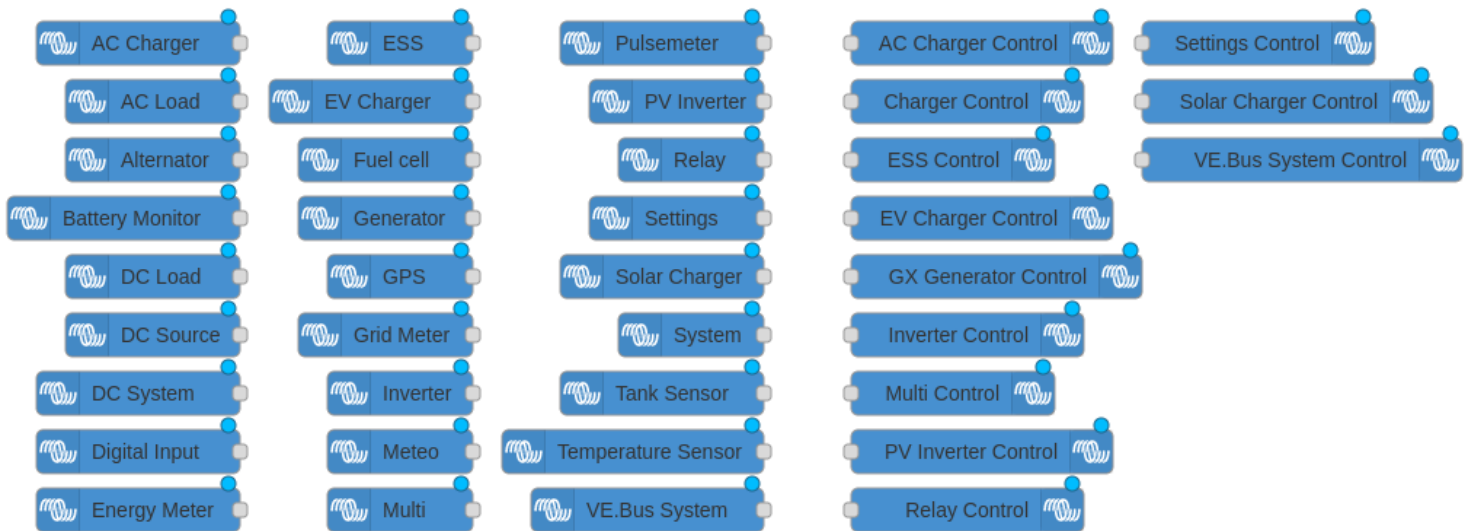 AC Charger
AC Load
Alternator
Battery Monitor
DC Load
DC Source
DC System
Digital Input
Energy Meter
ESS
EV Charger
Fuel cell
Generator
GPS
Grid Meter
Inverter
Meteo
Multi
Pulsemeter
PV Inverter
Relay
Settings
Solar Charger
System
Tank Sensor
Temperature Sensor
VE.Bus System
AC Charger Control
Charger Control
ESS Control
EV Charger Control
GX Generator Control
Inverter Control
Multi Control
PV Inverter Control
Relay Control
Settings Control
Solar Charger Control
VE.Bus System Control